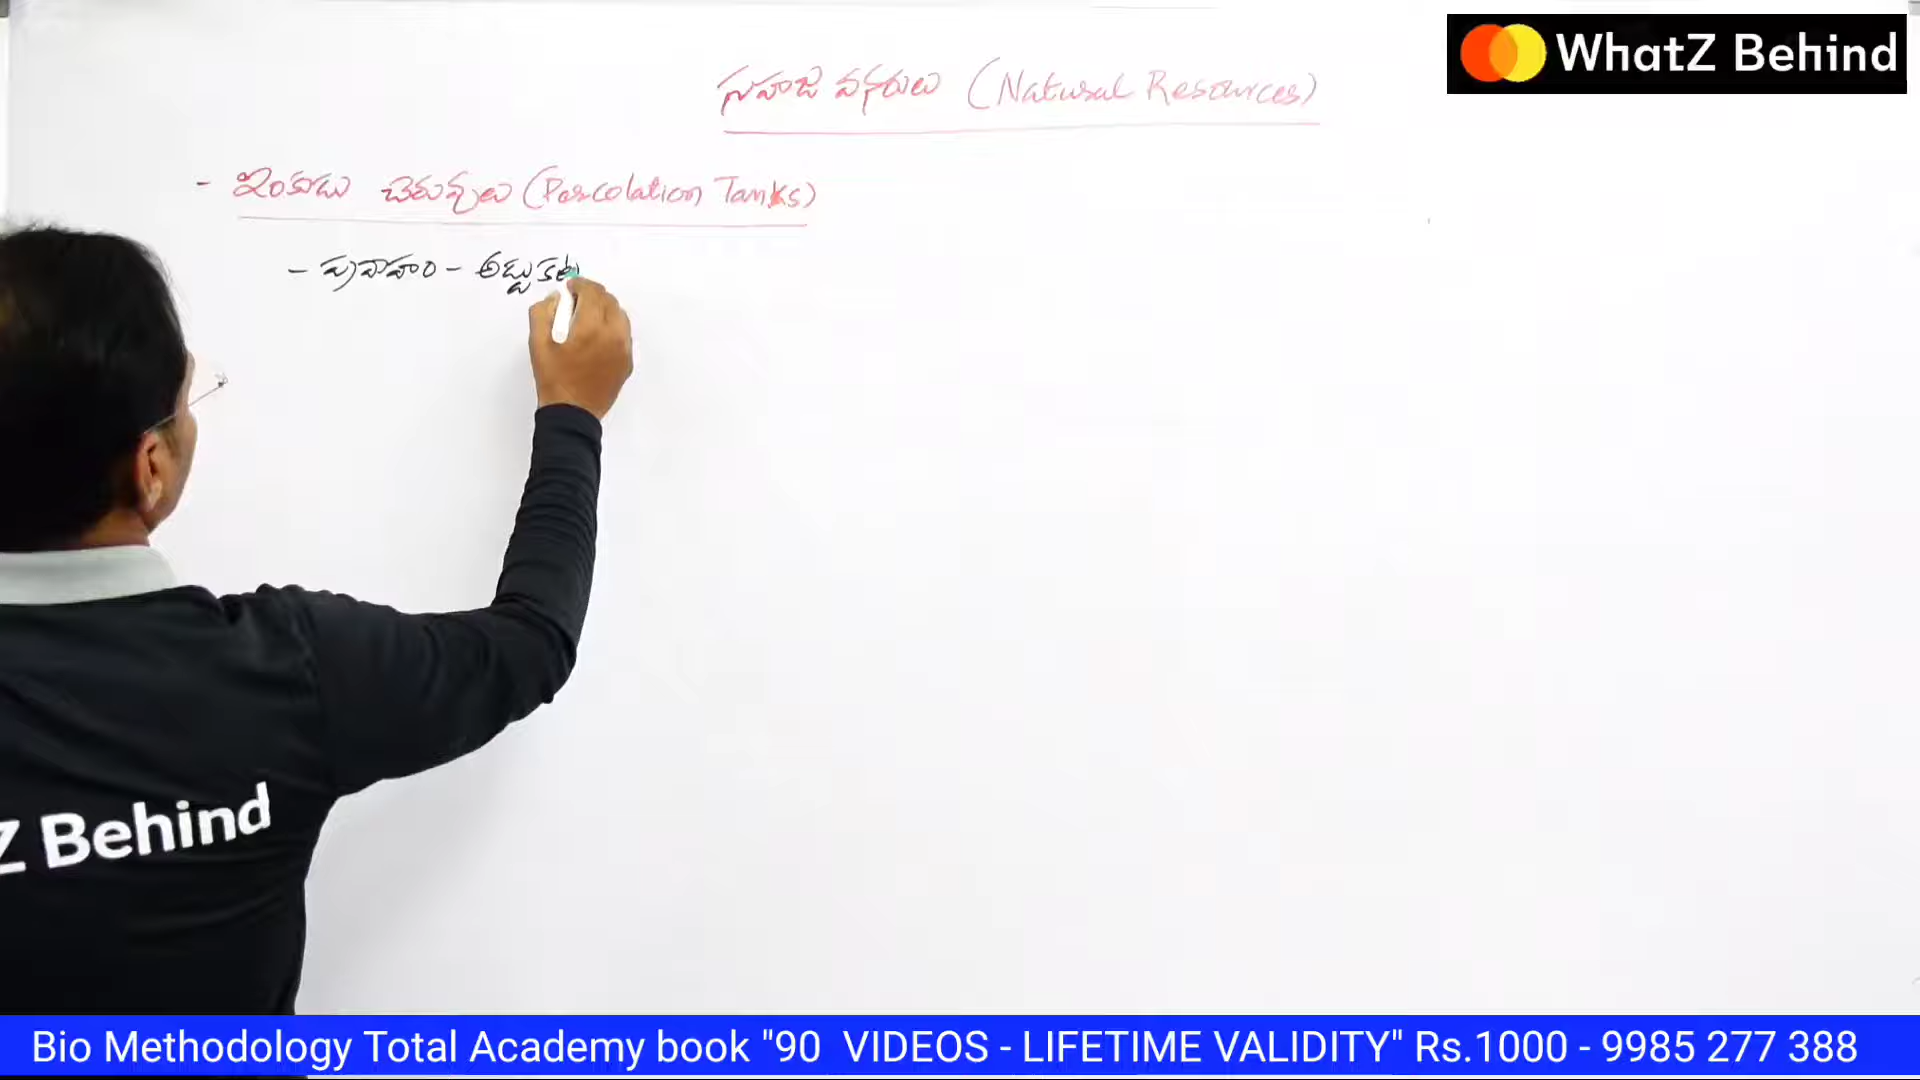 WhatZ Behind
సహజ వనరులు (Natural Resources)
- ఇంకుడు చెరువులు (Percolation Tanks)
- ప్రవాహం - అడ్డుకట్ట
Z Behind
Bio Methodology Total Academy book "90 VIDEOS - LIFETIME VALIDITY" Rs.1000 - 9985 277 388